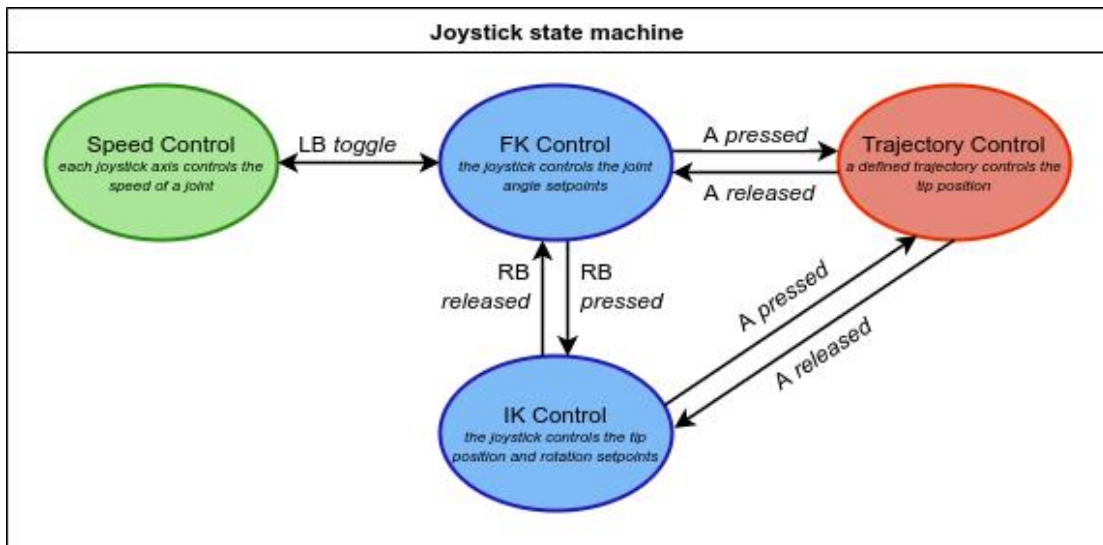 Joystick state machine
Speed Control
each joystick axis controls the
speed of a joint
LB toggle
FK Control
the joystick controls the joint
angle setpoints
A pressed
A released
Trajectory Control
a defined trajectory controls the
tip position
RB
released
RB
pressed
A pressed
A released
IK Control
the joystick controls the tip
position and rotation setpoints